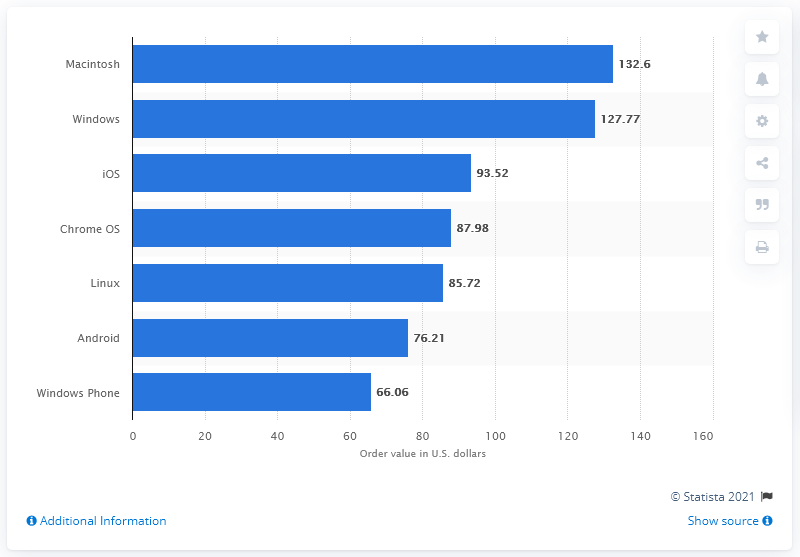 Macintosh 132.6
Windows 127.77
iOS 93.52
Chrome OS 87.98
Linux 85.72
Android 76.21
Windows Phone 66.06
0 20 40 60 80 100 120 140 160
Order value in U.S. dollars
© Statista 2021
Additional Information
Show source